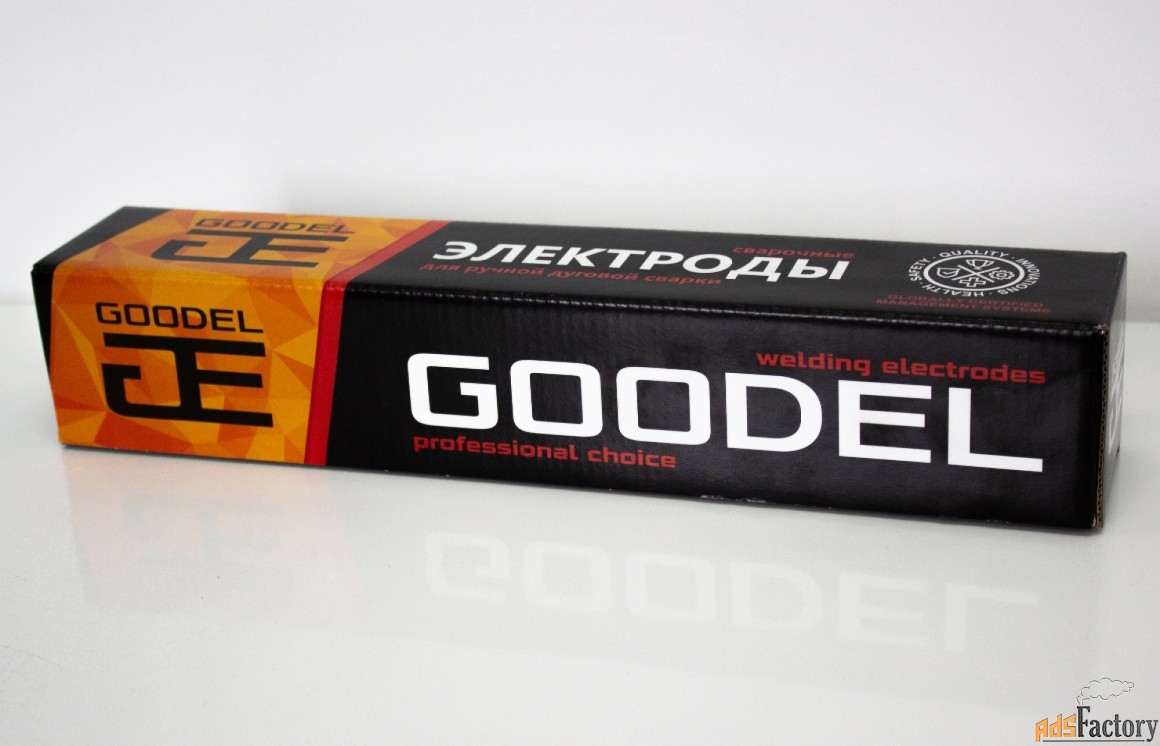 GOODEL
сварочные
ЭЛЕКТРОДЫ
для ручной дуговой сварки
SAFETY · QUALITY · INNOVATIONS · HEALTH ·
GLOBALLY CERTIFIED
MANAGEMENT SYSTEMS
GOODEL
welding electrodes
GOODEL
professional choice
AdsFactory